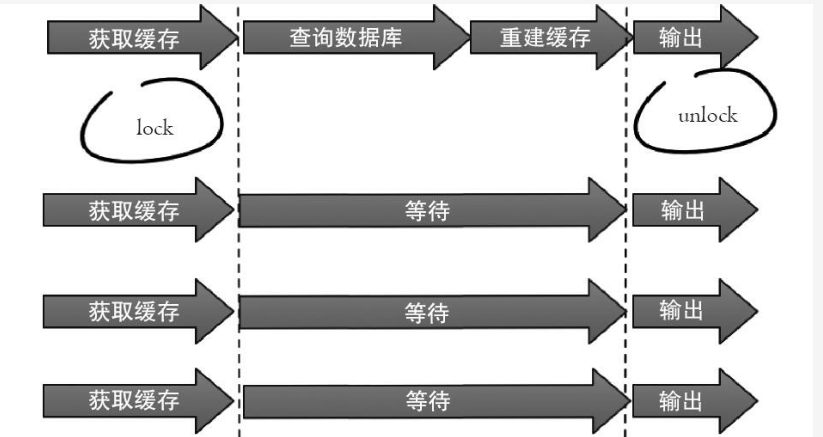 获取缓存 查询数据库 重建缓存 输出
lock unlock
获取缓存 等待 输出
获取缓存 等待 输出
获取缓存 等待 输出